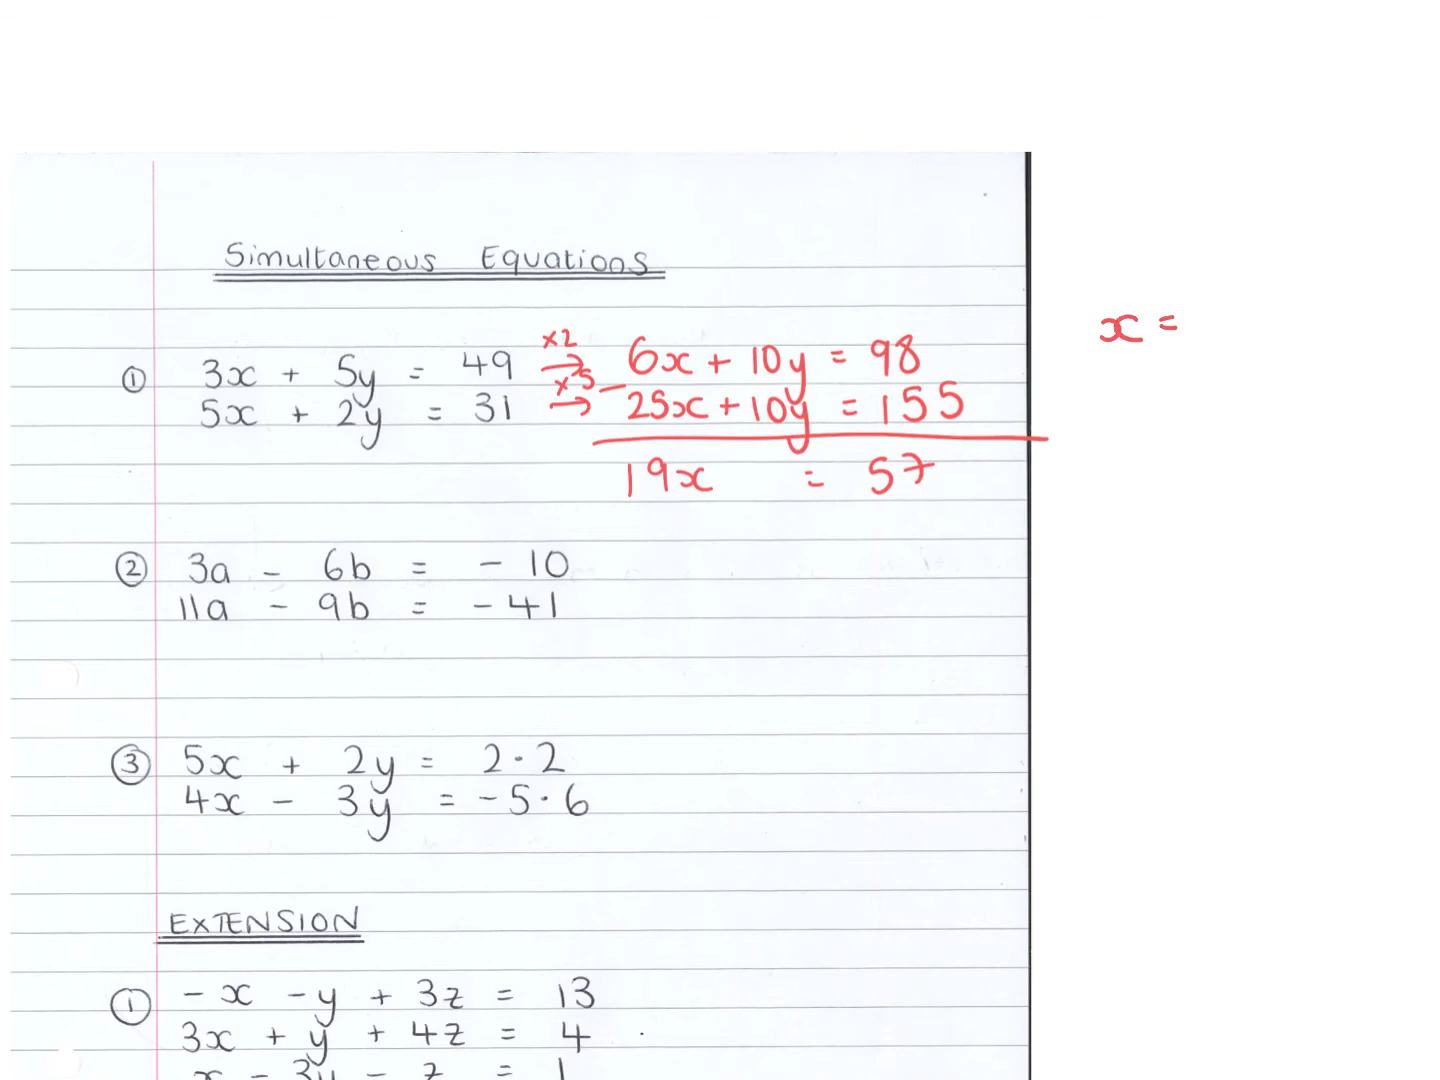 Simultaneous Equations
x =
① 3x + 5y = 49 ×2 → 6x + 10y = 98
5x + 2y = 31 ×5 → - 25x + 10y = 155
19x = 57
② 3a - 6b = - 10
11a - 9b = - 41
③ 5x + 2y = 2·2
4x - 3y = -5·6
EXTENSION
① -x - y + 3z = 13
3x + y + 4z = 4
x - 3y - z = 1